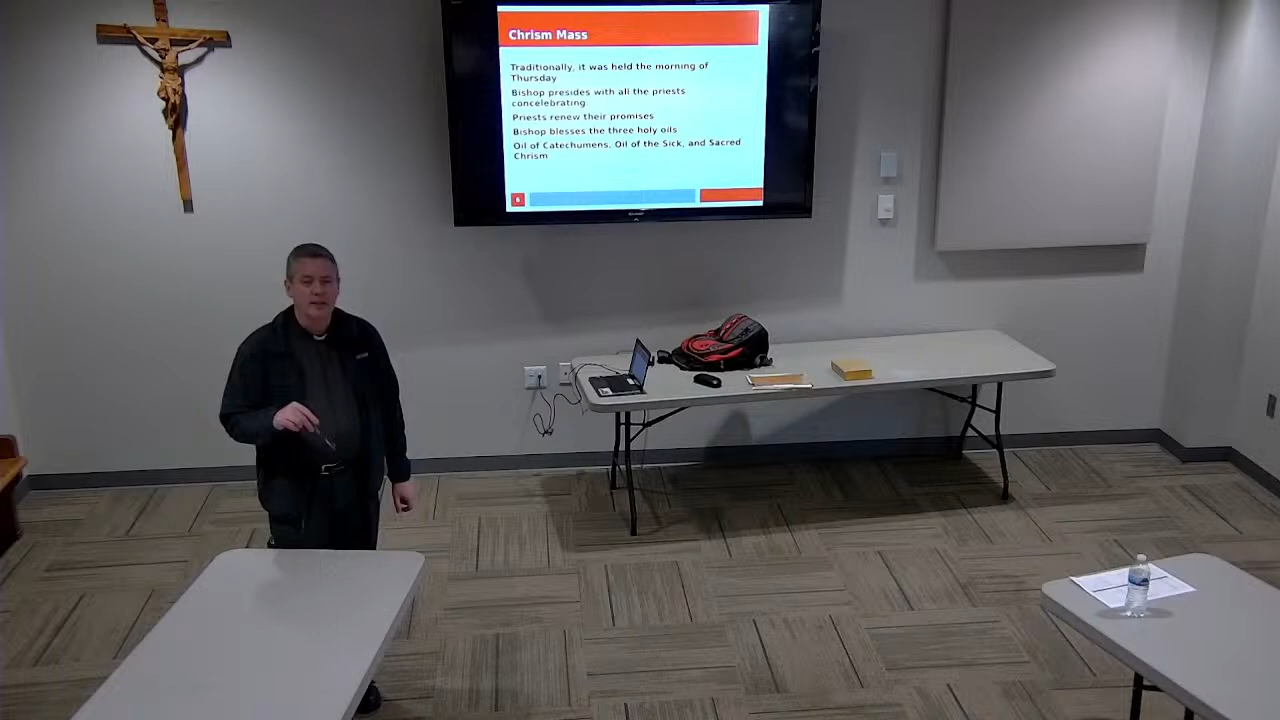 Chrism Mass
Traditionally, it was held the morning of
Thursday
Bishop presides with all the priests
concelebrating
Priests renew their promises
Bishop blesses the three holy oils
Oil of Catechumens, Oil of the Sick, and Sacred
Chrism